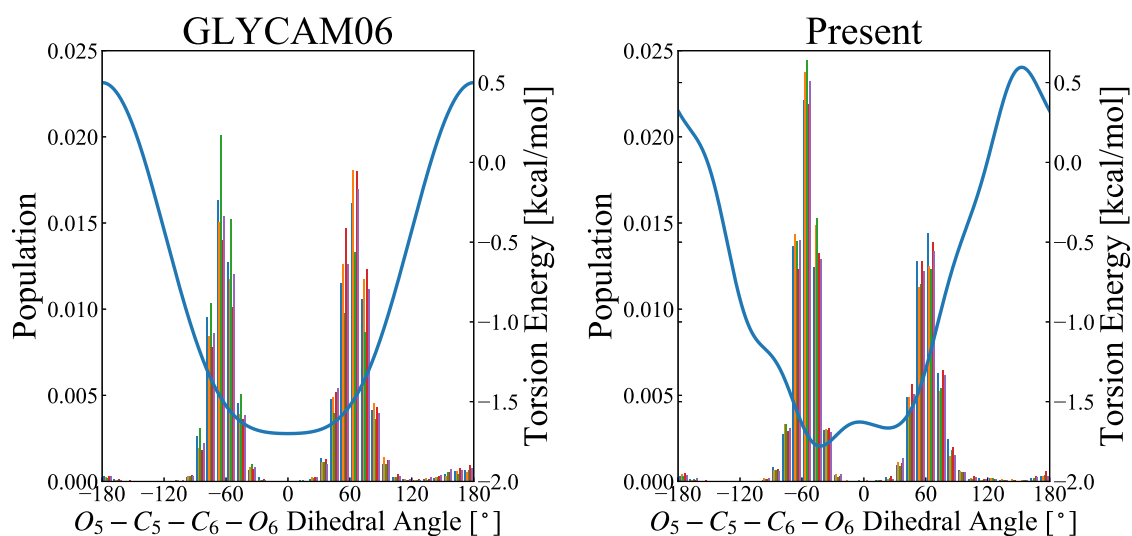 GLYCAM06
0.025
0.020
0.015
0.010
0.005
0.000
Population
0.5
0.0
−0.5
−1.0
−1.5
−2.0
Torsion Energy [kcal/mol]
−180 −120 −60 0 60 120 180
O₅ − C₅ − C₆ − O₆ Dihedral Angle [°]
Present
0.025
0.020
0.015
0.010
0.005
0.000
Population
0.5
0.0
−0.5
−1.0
−1.5
−2.0
Torsion Energy [kcal/mol]
−180 −120 −60 0 60 120 180
O₅ − C₅ − C₆ − O₆ Dihedral Angle [°]